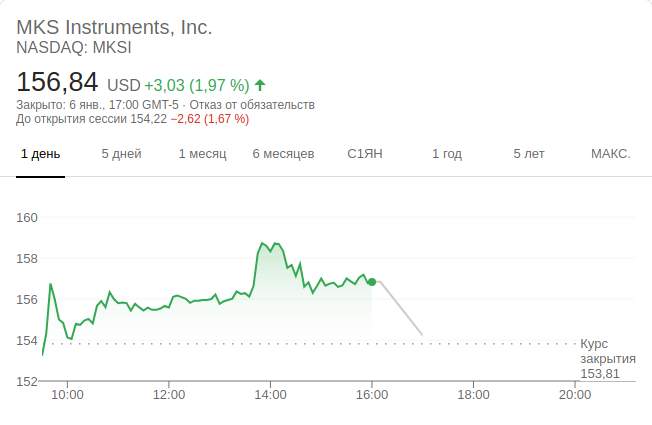 MKS Instruments, Inc.
NASDAQ: MKSI
156,84 USD +3,03 (1,97 %)
Закрыто: 6 янв., 17:00 GMT-5 · Отказ от обязательств
До открытия сессии 154,22 −2,62 (1,67 %)
1 день 5 дней 1 месяц 6 месяцев С1ЯН 1 год 5 лет МАКС.
160
158
156
154
152
Курс
закрытия
153,81
10:00 12:00 14:00 16:00 18:00 20:00